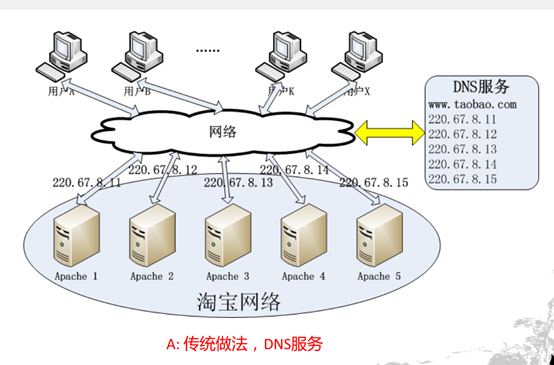 ......
用户A
用户B
用户K
用户X
网络
DNS服务
www.taobao.com
220.67.8.11
220.67.8.12
220.67.8.13
220.67.8.14
220.67.8.15
220.67.8.11
220.67.8.12
220.67.8.13
220.67.8.14
220.67.8.15
Apache 1
Apache 2
Apache 3
Apache 4
Apache 5
淘宝网络
A: 传统做法，DNS服务